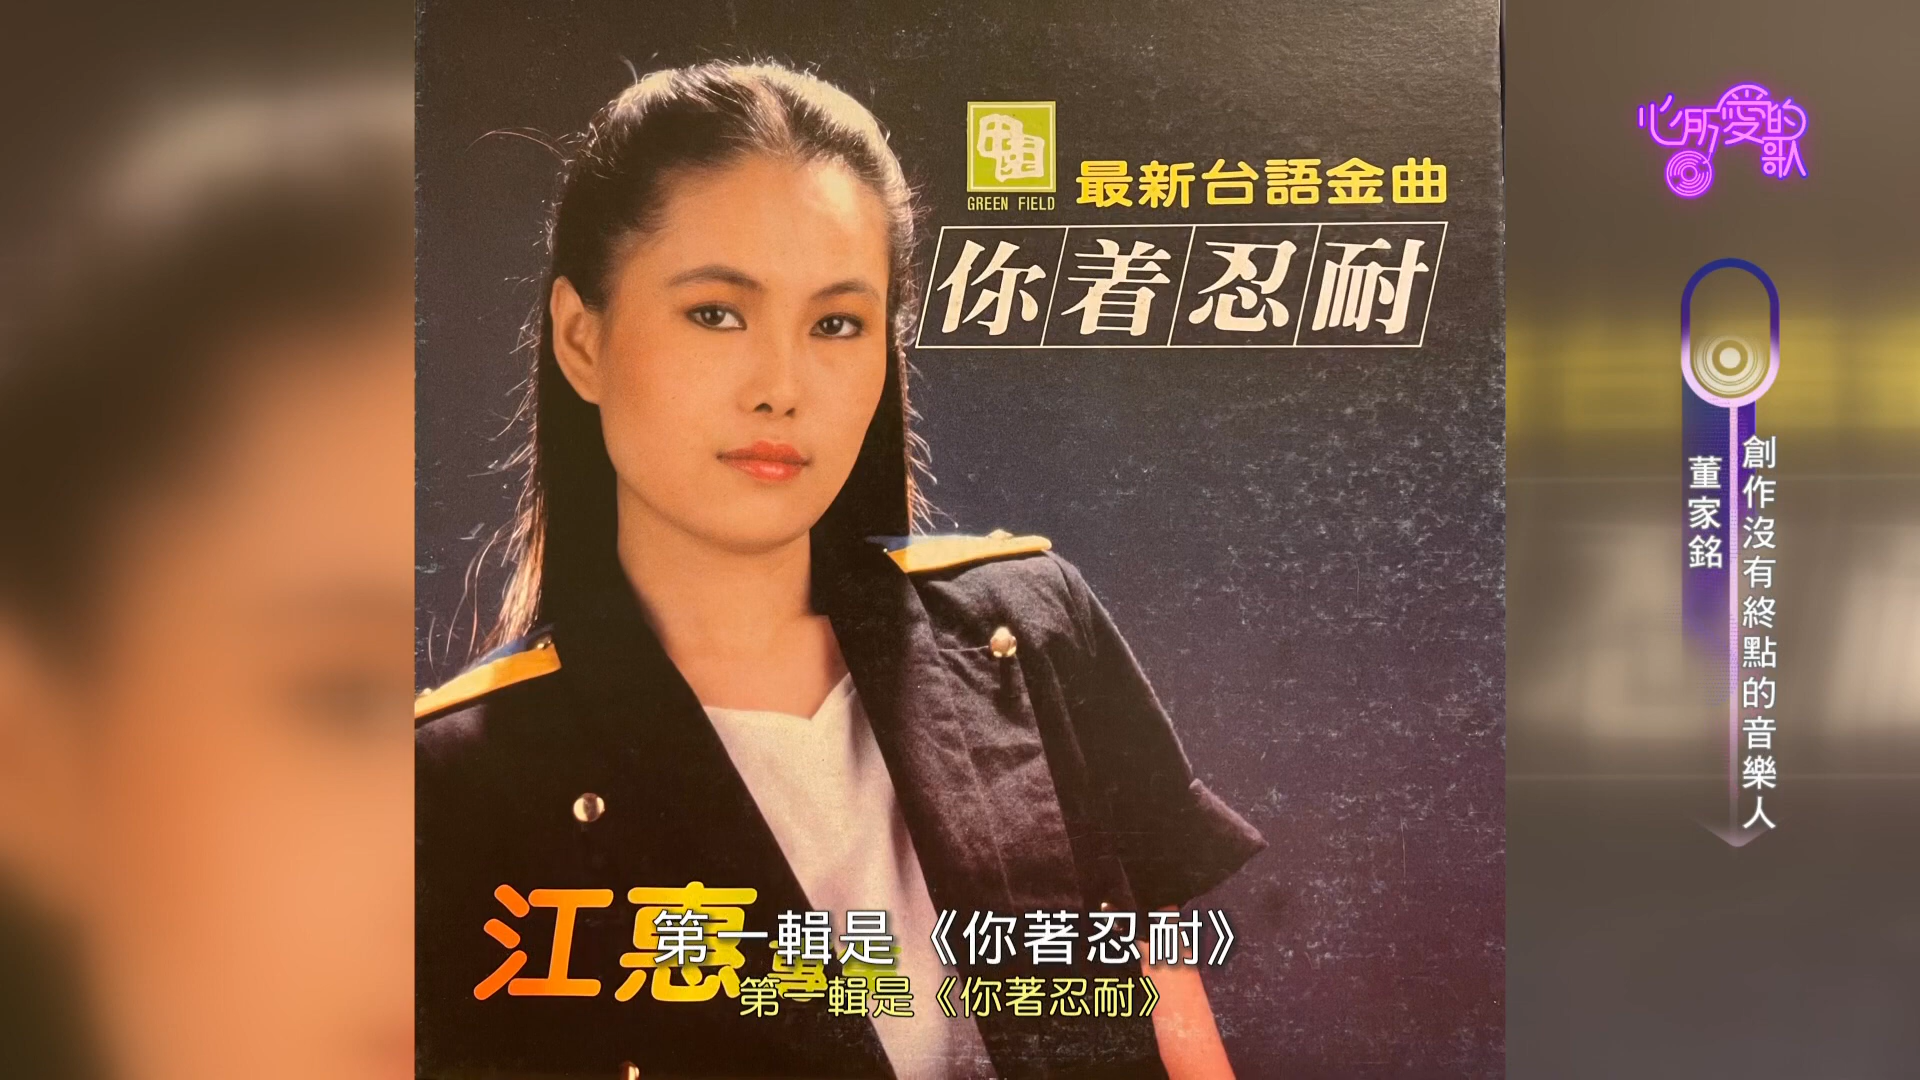 GREEN FIELD
最新台語金曲
你着忍耐
江惠
第一輯是《你著忍耐》
第一輯是《你著忍耐》
心所愛的歌
創作沒有終點的音樂人
董家銘